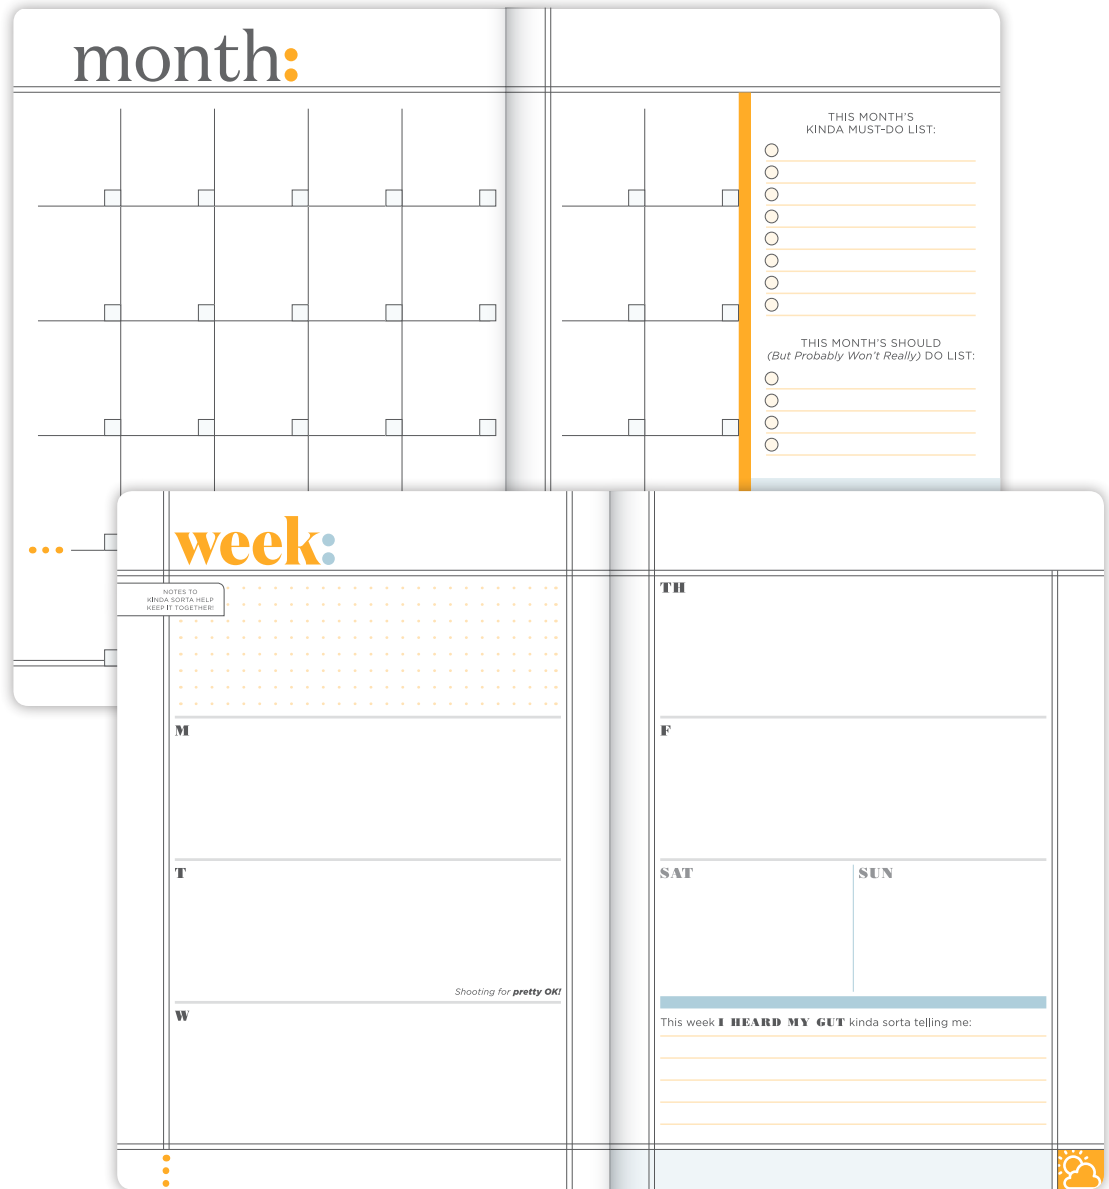 month:
THIS MONTH'S
KINDA MUST-DO LIST:
THIS MONTH'S SHOULD
(But Probably Won't Really) DO LIST:
week:
NOTES TO
KINDA SORTA HELP
KEEP IT TOGETHER!
M
T
Shooting for pretty OK!
W
TH
F
SAT
SUN
This week I HEARD MY GUT kinda sorta telling me: